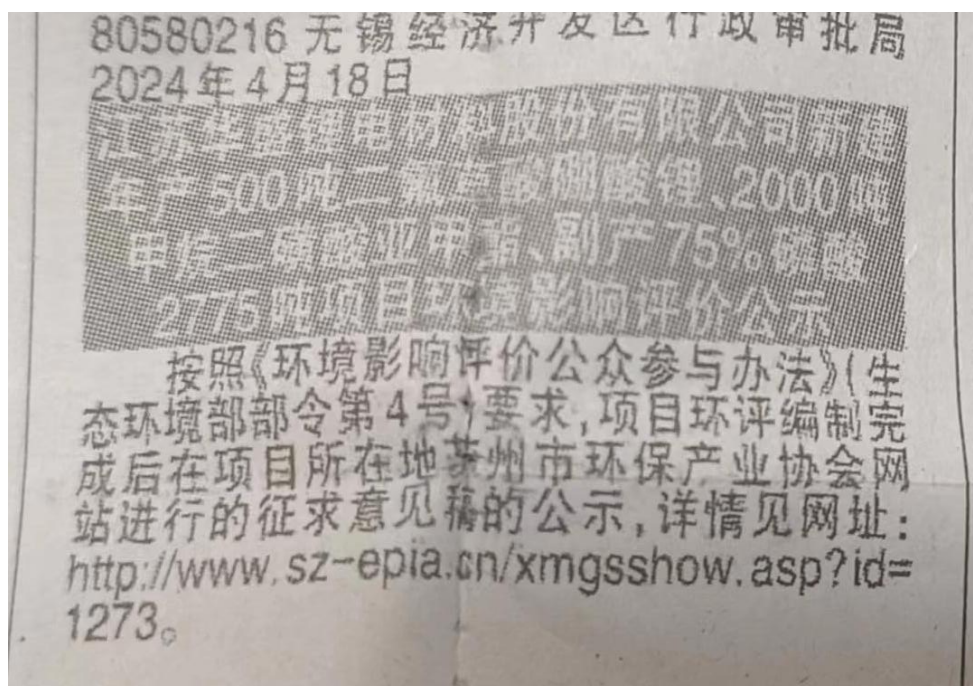 80580216 无锡经济开发区行政审批局
2024年4月18日
江苏华盛锂电材料股份有限公司新建
年产500吨二氟草酸硼酸锂、2000吨
甲烷二磺酸亚甲酯、副产75%磷酸
2775吨项目环境影响评价公示
按照《环境影响评价公众参与办法》(生
态环境部部令第4号)要求,项目环评编制完
成后在项目所在地苏州市环保产业协会网
站进行的征求意见稿的公示,详情见网址:
http://www.sz-epia.cn/xmgsshow.asp?id=
1273。